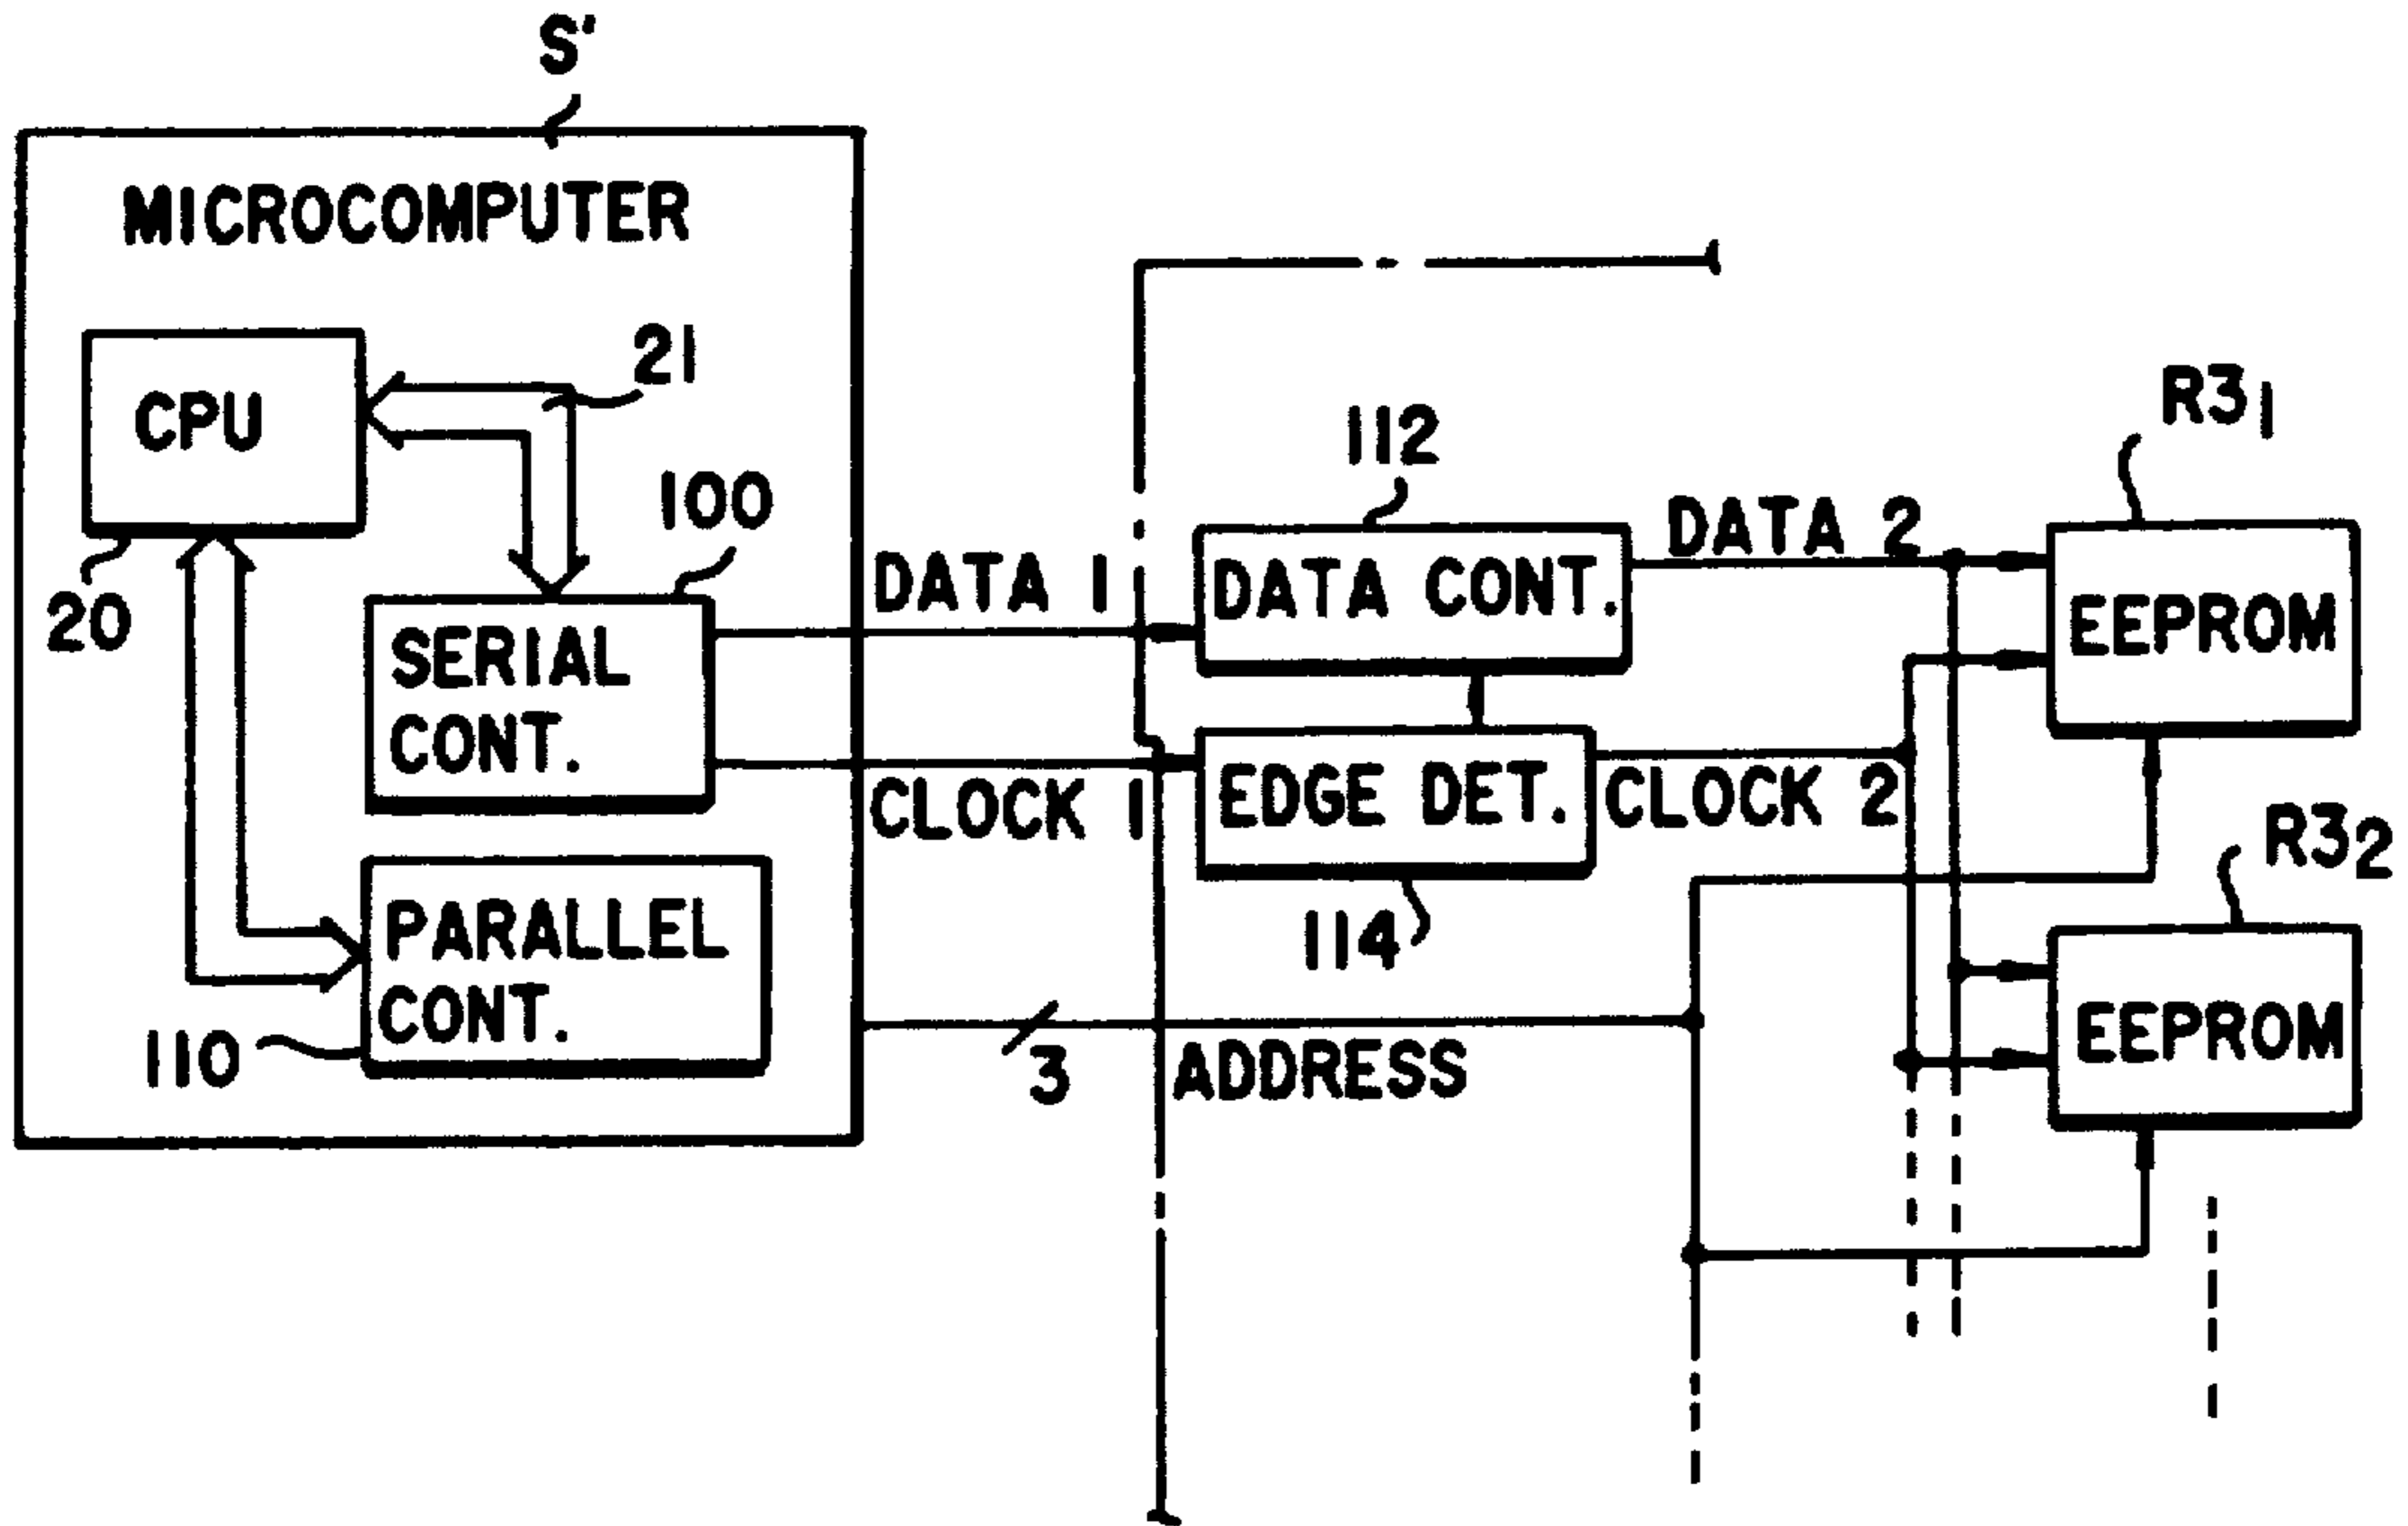 S'
MICROCOMPUTER
21
CPU
R31
112
100
DATA 2
DATA 1
DATA CONT.
EEPROM
20
SERIAL
CONT.
CLOCK 1
EDGE DET.
CLOCK 2
R32
PARALLEL
CONT.
114
EEPROM
110
3
ADDRESS